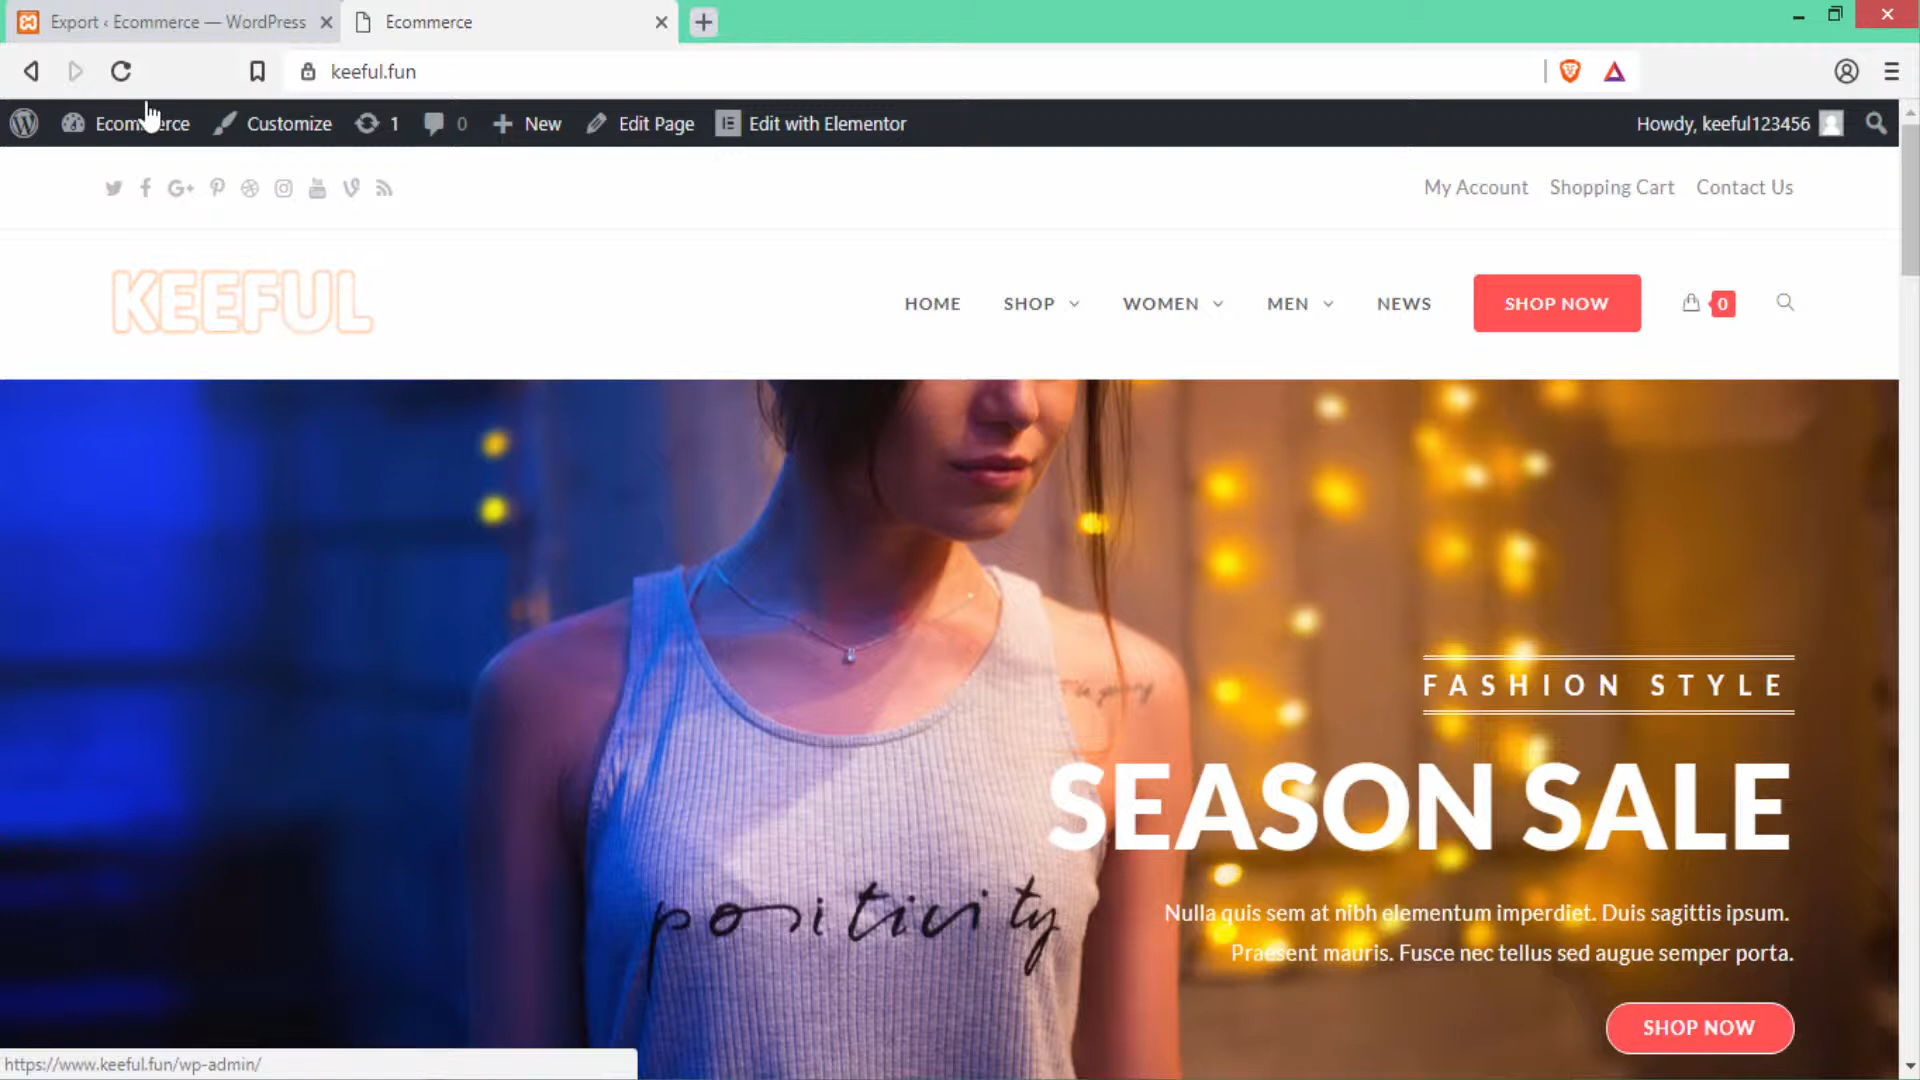 Export ‹ Ecommerce — WordPress
Ecommerce
keeful.fun
Ecommerce Customize 1 0 New Edit Page Edit with Elementor
Howdy, keeful123456
My Account Shopping Cart Contact Us
KEEFUL
HOME SHOP WOMEN MEN NEWS SHOP NOW 0
FASHION STYLE
SEASON SALE
positivity
Nulla quis sem at nibh elementum imperdiet. Duis sagittis ipsum.
Praesent mauris. Fusce nec tellus sed augue semper porta.
SHOP NOW
https://www.keeful.fun/wp-admin/